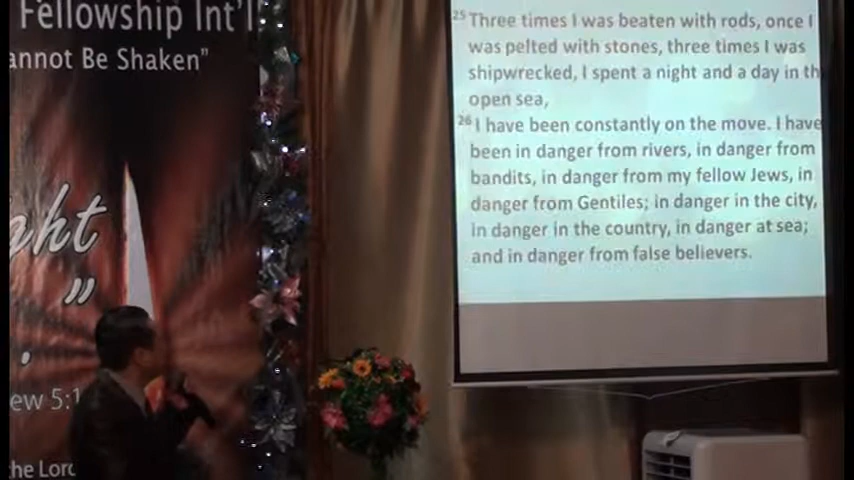 Fellowship Int'l
annot Be Shaken"
ght
"
.
ew 5:1
he Lord
25 Three times I was beaten with rods, once I
was pelted with stones, three times I was
shipwrecked, I spent a night and a day in th
open sea,
26 I have been constantly on the move. I have
been in danger from rivers, in danger from
bandits, in danger from my fellow Jews, in
danger from Gentiles; in danger in the city,
in danger in the country, in danger at sea;
and in danger from false believers.